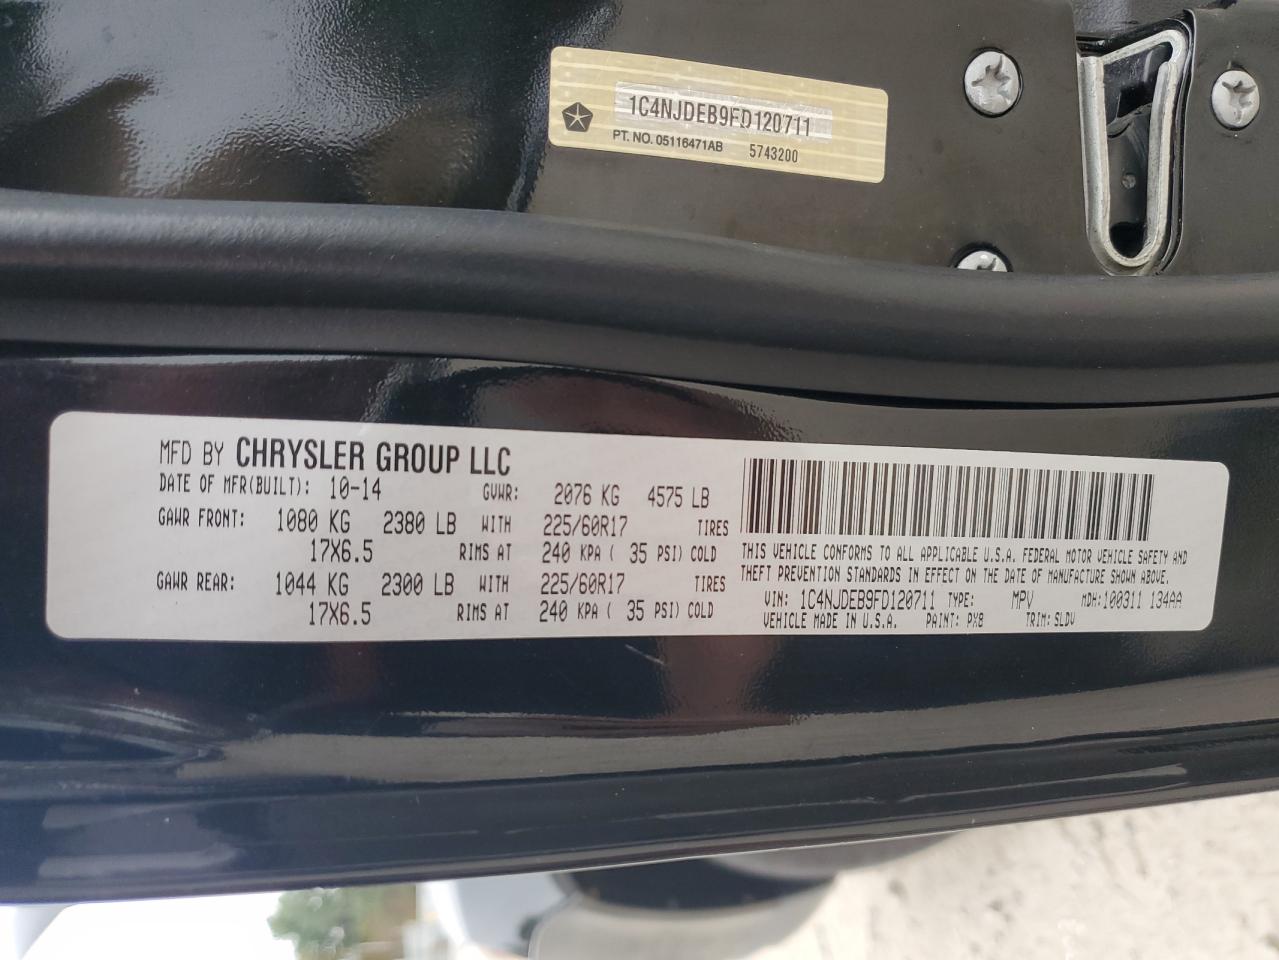 1C4NJDEB9FD120711
PT. NO. 05116471AB 5743200
MFD BY CHRYSLER GROUP LLC
DATE OF MFR(BUILT): 10-14 GVWR: 2076 KG 4575 LB
GAWR FRONT: 1080 KG 2380 LB WITH 225/60R17 TIRES
17X6.5 RIMS AT 240 KPA ( 35 PSI) COLD
GAWR REAR: 1044 KG 2300 LB WITH 225/60R17 TIRES
17X6.5 RIMS AT 240 KPA ( 35 PSI) COLD
THIS VEHICLE CONFORMS TO ALL APPLICABLE U.S.A. FEDERAL MOTOR VEHICLE SAFETY AND
THEFT PREVENTION STANDARDS IN EFFECT ON THE DATE OF MANUFACTURE SHOWN ABOVE.
VIN: 1C4NJDEB9FD120711 TYPE: MPV MDH:100311 134AA
VEHICLE MADE IN U.S.A. PAINT: PX8 TRIM: SLDV